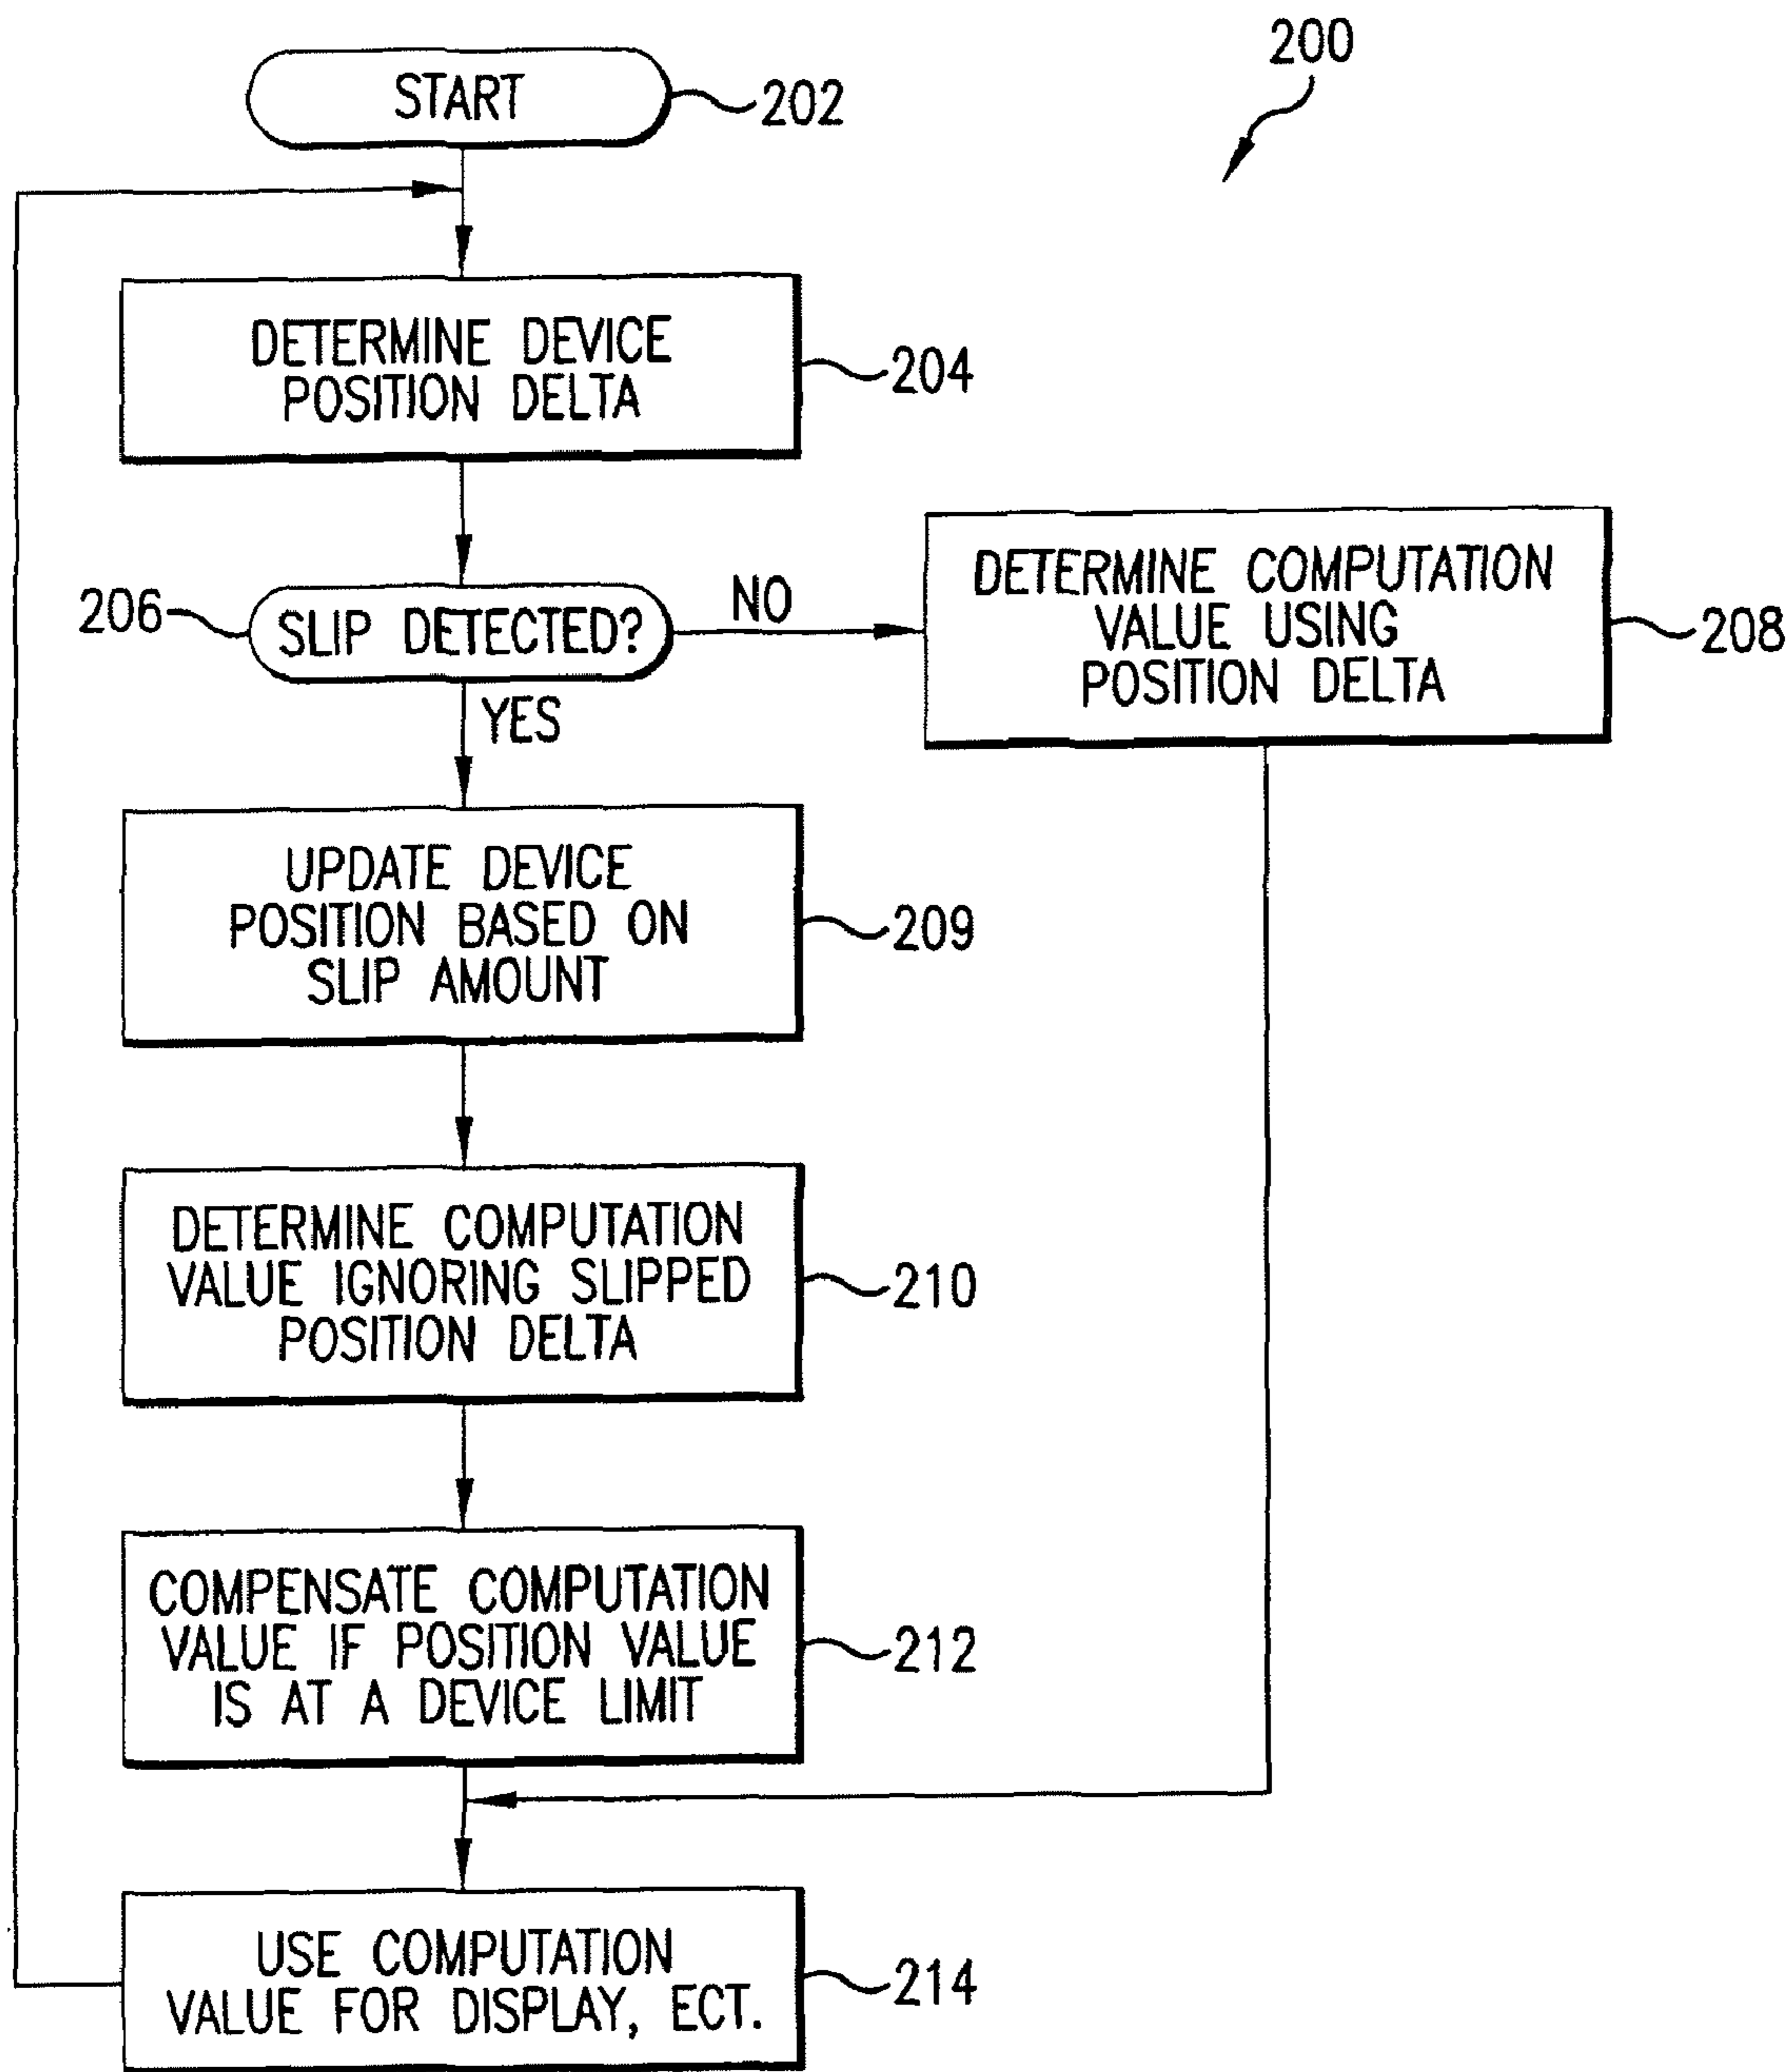 200
START
202
DETERMINE DEVICE
POSITION DELTA
204
206
SLIP DETECTED?
NO
YES
DETERMINE COMPUTATION
VALUE USING
POSITION DELTA
208
UPDATE DEVICE
POSITION BASED ON
SLIP AMOUNT
209
DETERMINE COMPUTATION
VALUE IGNORING SLIPPED
POSITION DELTA
210
COMPENSATE COMPUTATION
VALUE IF POSITION VALUE
IS AT A DEVICE LIMIT
212
USE COMPUTATION
VALUE FOR DISPLAY, ECT.
214